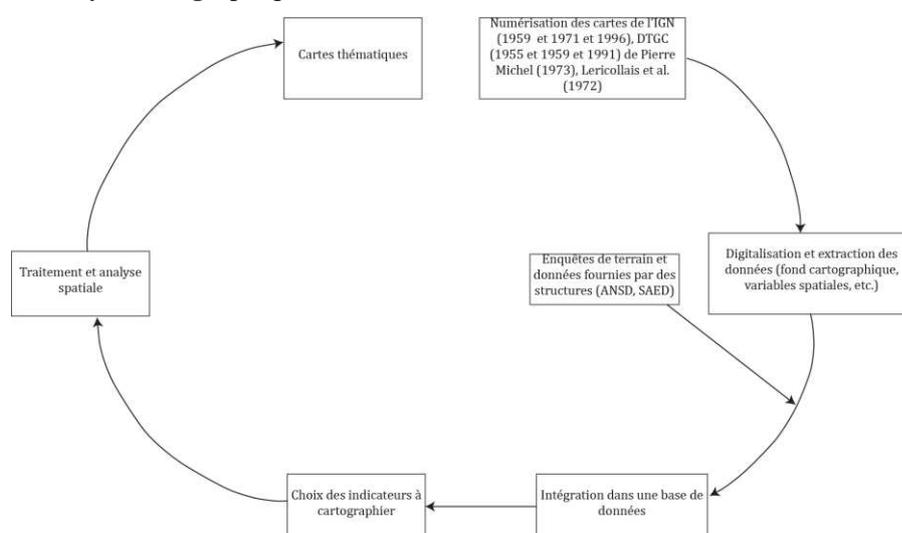 Cartes thématiques
Numérisation des cartes de l'IGN
(1959 et 1971 et 1996), DTGC
(1955 et 1959 et 1991) de Pierre
Michel (1973), Lericollais et al.
(1972)
Traitement et analyse
spatiale
Enquêtes de terrain et
données fournies par des
structures (ANSD, SAED)
Digitalisation et extraction des
données (fond cartographique,
variables spatiales, etc.)
Choix des indicateurs à
cartographier
Intégration dans une base de
données